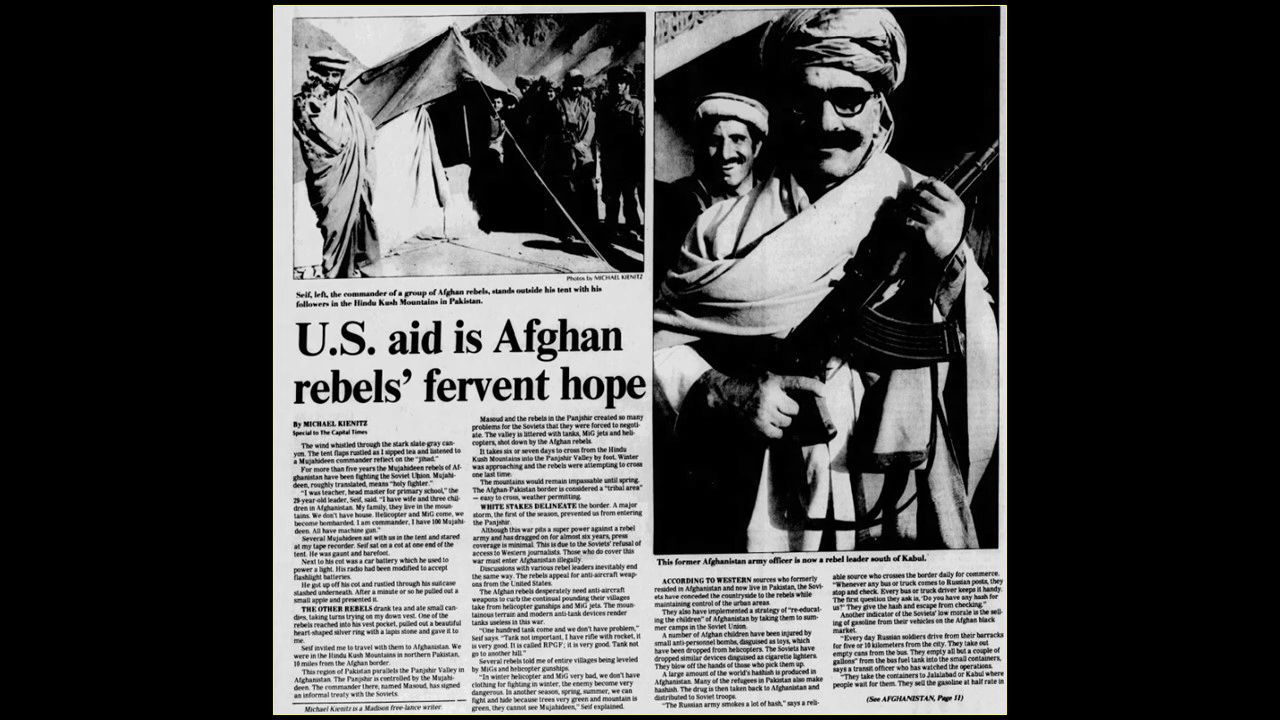 Photos by MICHAEL KIENITZ
Seif, left, the commander of a group of Afghan rebels, stands outside his tent with his
followers in the Hindu Kush Mountains in Pakistan.
U.S. aid is Afghan
rebels' fervent hope
By MICHAEL KIENITZ
Special to The Capital Times
The wind whistled through the stark slate-gray can-
yon. The tent flaps rustled as I sipped tea and listened to
a Mujahideen commander reflect on the "jihad."
For more than five years the Mujahideen rebels of Af-
ghanistan have been fighting the Soviet Union. Mujahi-
deen, roughly translated, means "holy fighter."
"I was teacher, head master for primary school," the
29-year-old leader, Seif, said. "I have wife and three chil-
dren in Afghanistan. My family, they live in the moun-
tains. We don't have house. Helicopter and MiG come, we
become bombarded. I am commander, I have 100 Mujahi-
deen. All have machine gun."
Several Mujahideen sat with us in the tent and stared
at my tape recorder. Seif sat on a cot at one end of the
tent. He was gaunt and barefoot.
Next to his cot was a car battery which he used to
power a light. His radio had been modified to accept
flashlight batteries.
He got up off his cot and rustled through his suitcase
stashed underneath. After a minute or so he pulled out a
small apple and presented it.
THE OTHER REBELS drank tea and ate small can-
dies, taking turns trying on my down vest. One of the
rebels reached into his vest pocket, pulled out a beautiful
heart-shaped silver ring with a lapis stone and gave it to
me.
Seif invited me to travel with them to Afghanistan. We
were in the Hindu Kush Mountains in northern Pakistan,
10 miles from the Afghan border.
This region of Pakistan parallels the Panjshir Valley in
Afghanistan. The Panjshir is controlled by the Mujahi-
deen. The commander there, named Masoud, has signed
an informal treaty with the Soviets.
Michael Kienitz is a Madison free-lance writer.
Masoud and the rebels in the Panjshir created so many
problems for the Soviets that they were forced to negoti-
ate. The valley is littered with tanks, MiG jets and heli-
copters, shot down by the Afghan rebels.
It takes six or seven days to cross from the Hindu
Kush Mountains into the Panjshir Valley by foot. Winter
was approaching and the rebels were attempting to cross
one last time.
The mountains would remain impassable until spring.
The Afghan-Pakistan border is considered a "tribal area"
— easy to cross, weather permitting.
WHITE STAKES DELINEATE the border. A major
storm, the first of the season, prevented us from entering
the Panjshir.
Although this war pits a super power against a rebel
army and has dragged on for almost six years, press
coverage is minimal. This is due to the Soviets' refusal of
access to Western journalists. Those who do cover this
war must enter Afghanistan illegally.
Discussions with various rebel leaders inevitably end
the same way. The rebels appeal for anti-aircraft weap-
ons from the United States.
The Afghan rebels desperately need anti-aircraft
weapons to curb the continual pounding their villages
take from helicopter gunships and MiG jets. The moun-
tainous terrain and modern anti-tank devices render
tanks useless in this war.
"One hundred tank come and we don't have problem,"
Seif says. "Tank not important, I have rifle with rocket, it
is very good. It is called RPGF; it is very good. Tank not
go to another hill."
Several rebels told me of entire villages being leveled
by MiGs and helicopter gunships.
"In winter helicopter and MiG very bad, we don't have
clothing for fighting in winter, the enemy become very
dangerous. In another season, spring, summer, we can
fight and hide because trees very green and mountain is
green, they cannot see Mujahideen," Seif explained.
This former Afghanistan army officer is now a rebel leader south of Kabul.
ACCORDING TO WESTERN sources who formerly
resided in Afghanistan and now live in Pakistan, the Sovi-
ets have conceded the countryside to the rebels while
maintaining control of the urban areas.
They also have implemented a strategy of "re-educat-
ing the children" of Afghanistan by taking them to sum-
mer camps in the Soviet Union.
A number of Afghan children have been injured by
small anti-personnel bombs, disguised as toys, which
have been dropped from helicopters. The Soviets have
dropped similar devices disguised as cigarette lighters.
They blow off the hands of those who pick them up.
A large amount of the world's hashish is produced in
Afghanistan. Many of the refugees in Pakistan also make
hashish. The drug is then taken back to Afghanistan and
distributed to Soviet troops.
"The Russian army smokes a lot of hash," says a reli-
able source who crosses the border daily for commerce.
"Whenever any bus or truck comes to Russian posts, they
stop and check. Every bus or truck driver keep it handy.
The first question they ask is, 'Do you have any hash for
us?' They give the hash and escape from checking."
Another indicator of the Soviets' low morale is the sell-
ing of gasoline from their vehicles on the Afghan black
market.
"Every day Russian soldiers drive from their barracks
for five or 10 kilometers from the city. They take out
empty cans from the bus. They empty all but a couple of
gallons" from the bus fuel tank into the small containers,
says a transit officer who has watched the operations.
"They take the containers to Jalalabad or Kabul where
people wait for them. They sell the gasoline at half rate in
(See AFGHANISTAN, Page 11)